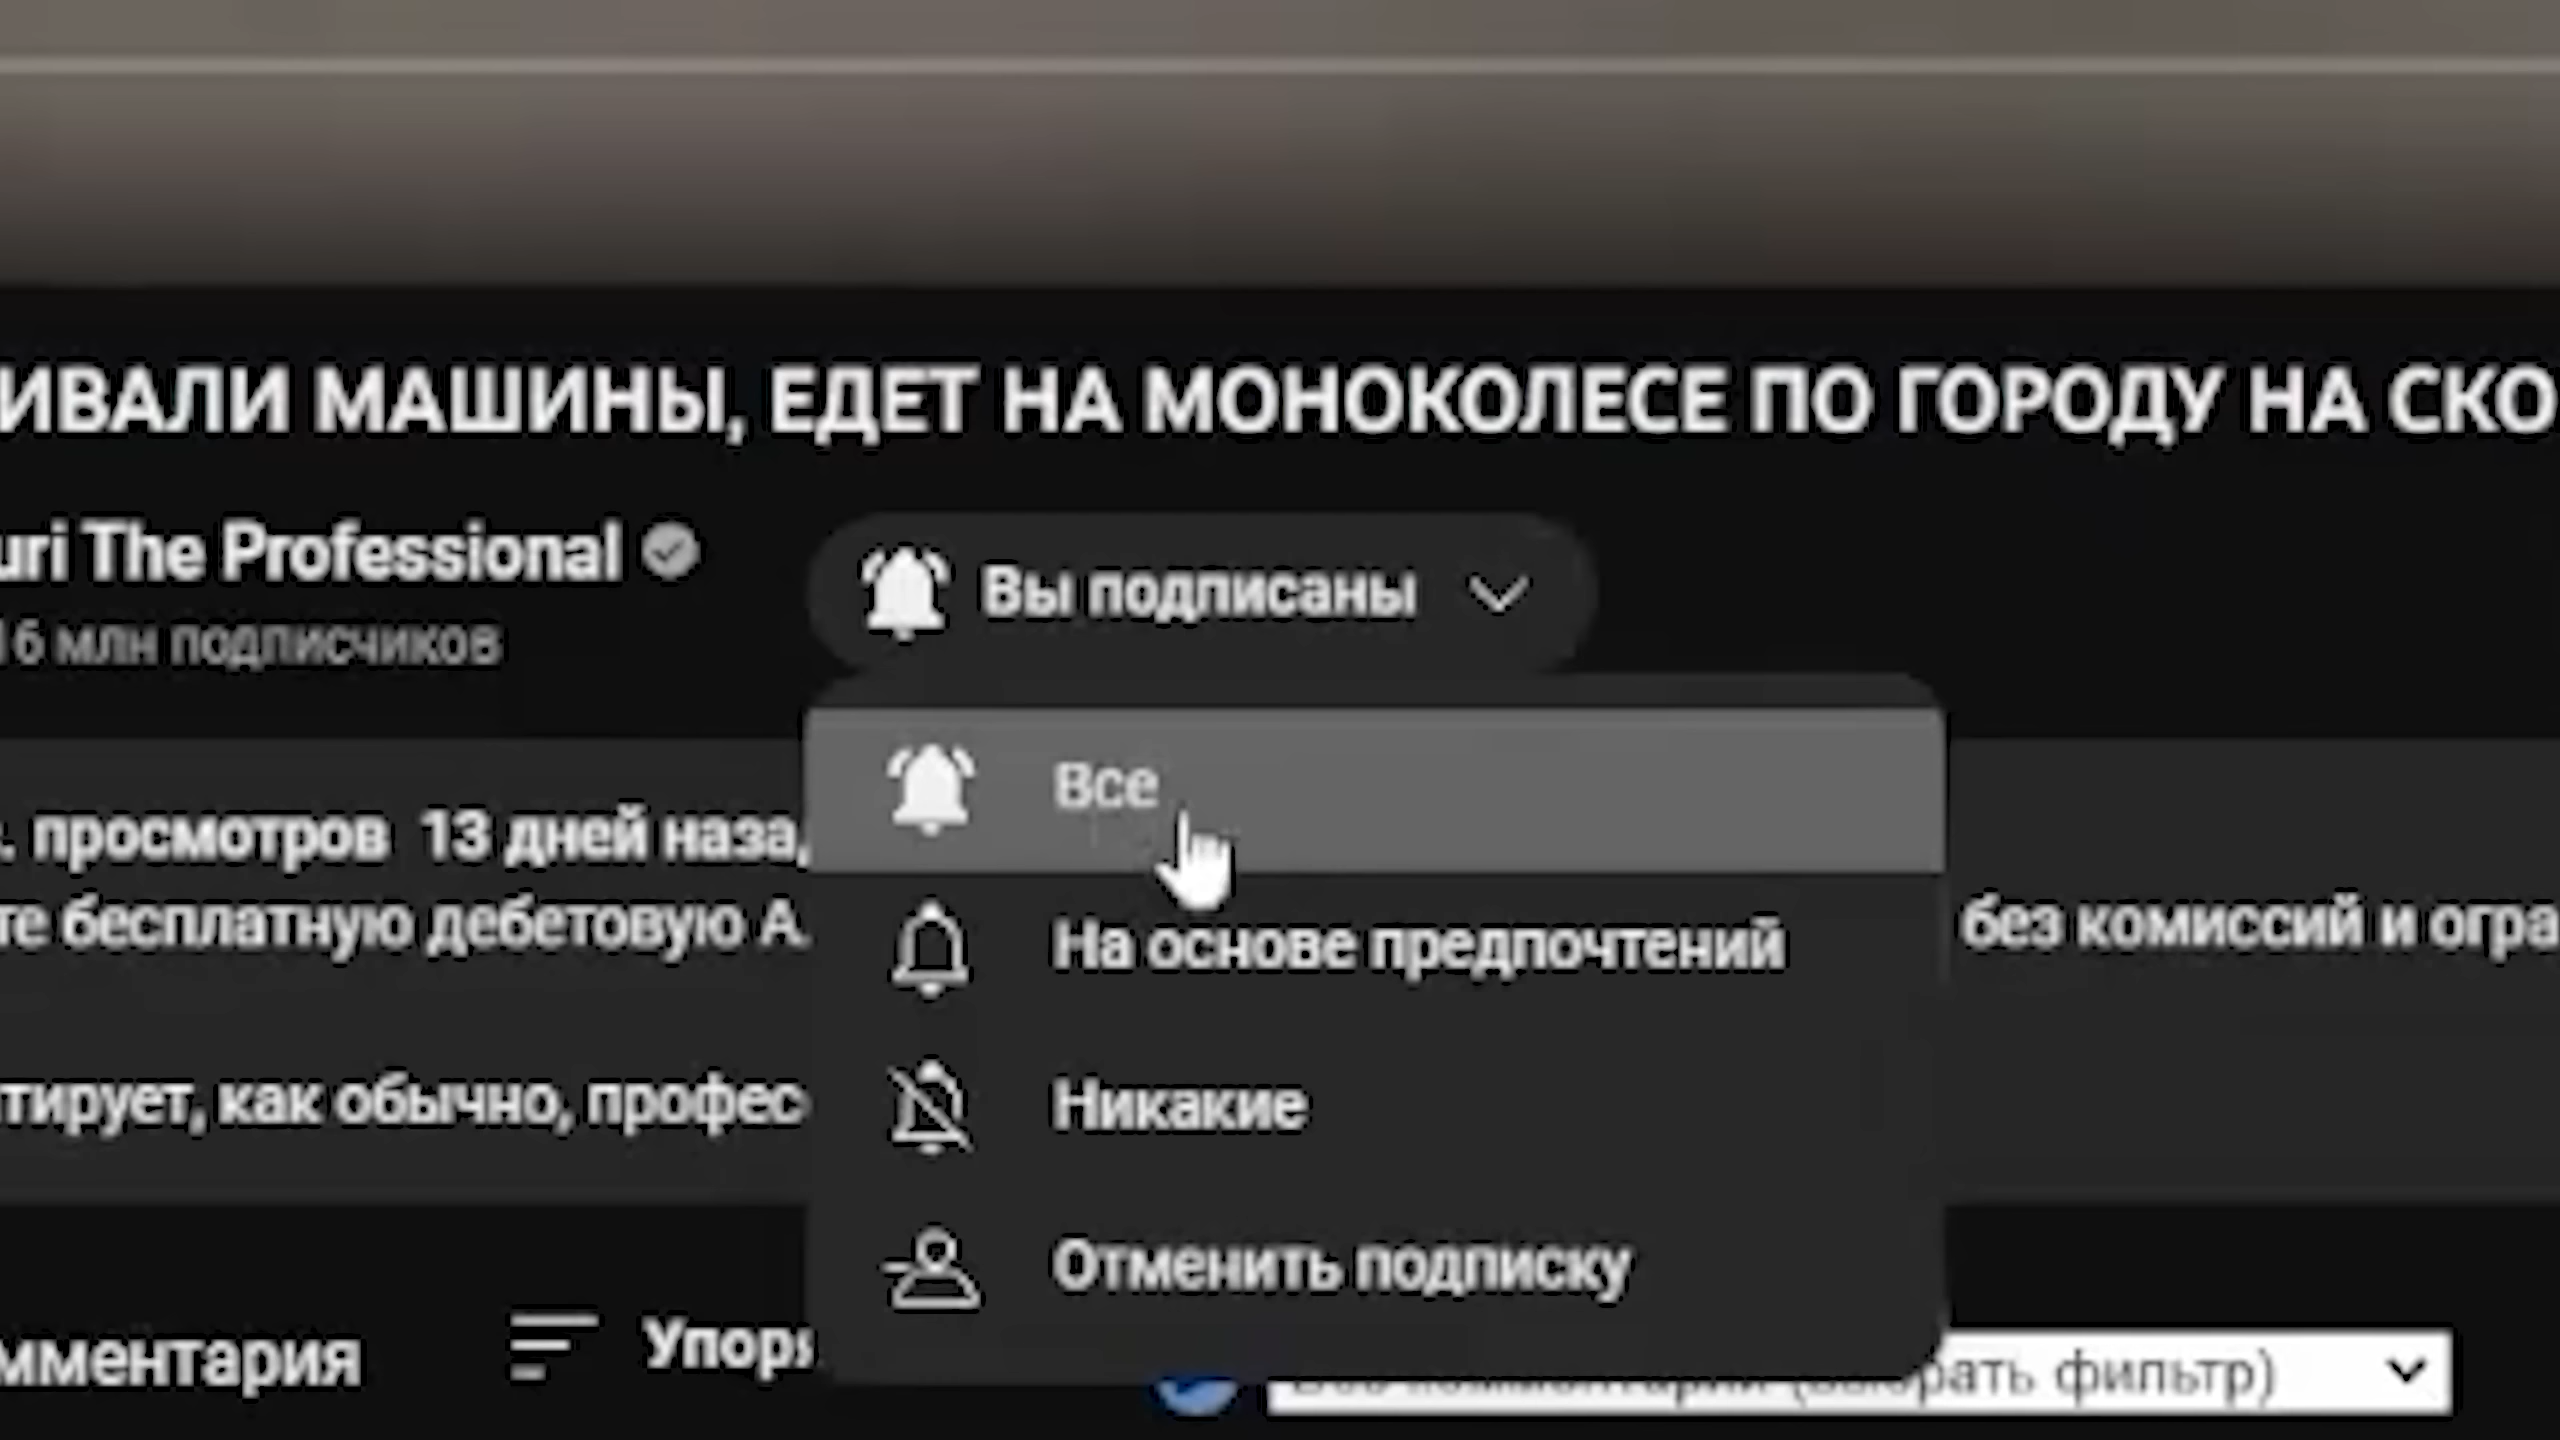 ИВАЛИ МАШИНЫ, ЕДЕТ НА МОНОКОЛЕСЕ ПО ГОРОДУ НА СКО
uri The Professional
16 млн подписчиков
Вы подписаны
Все
. просмотров 13 дней наза
На основе предпочтений
те бесплатную дебетовую А
без комиссий и огра
Никакие
тирует, как обычно, профес
Отменить подписку
мментария
Упоря
рать фильтр)